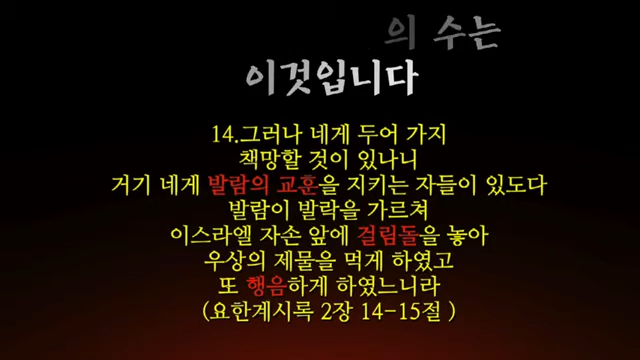 의 수는
이것입니다
14.그러나 네게 두어 가지
책망할 것이 있나니
거기 네게 발람의 교훈을 지키는 자들이 있도다
발람이 발락을 가르쳐
이스라엘 자손 앞에 걸림돌을 놓아
우상의 제물을 먹게 하였고
또 행음하게 하였느니라
(요한계시록 2장 14-15절 )